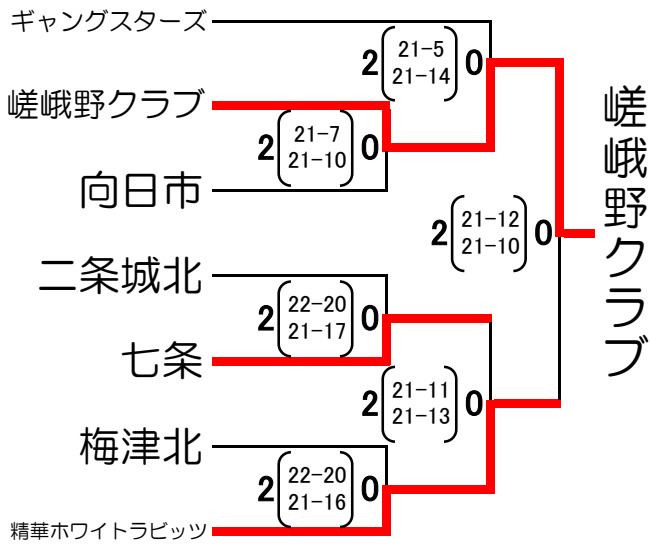 ギャングスターズ
2 21-5 0
21-14
嵯峨野クラブ
2 21-7 0
21-10
向日市
2 21-12 0
21-10
嵯峨野クラブ
二条城北
2 22-20 0
21-17
七条
2 21-11 0
21-13
梅津北
2 22-20 0
21-16
精華ホワイトラビッツ